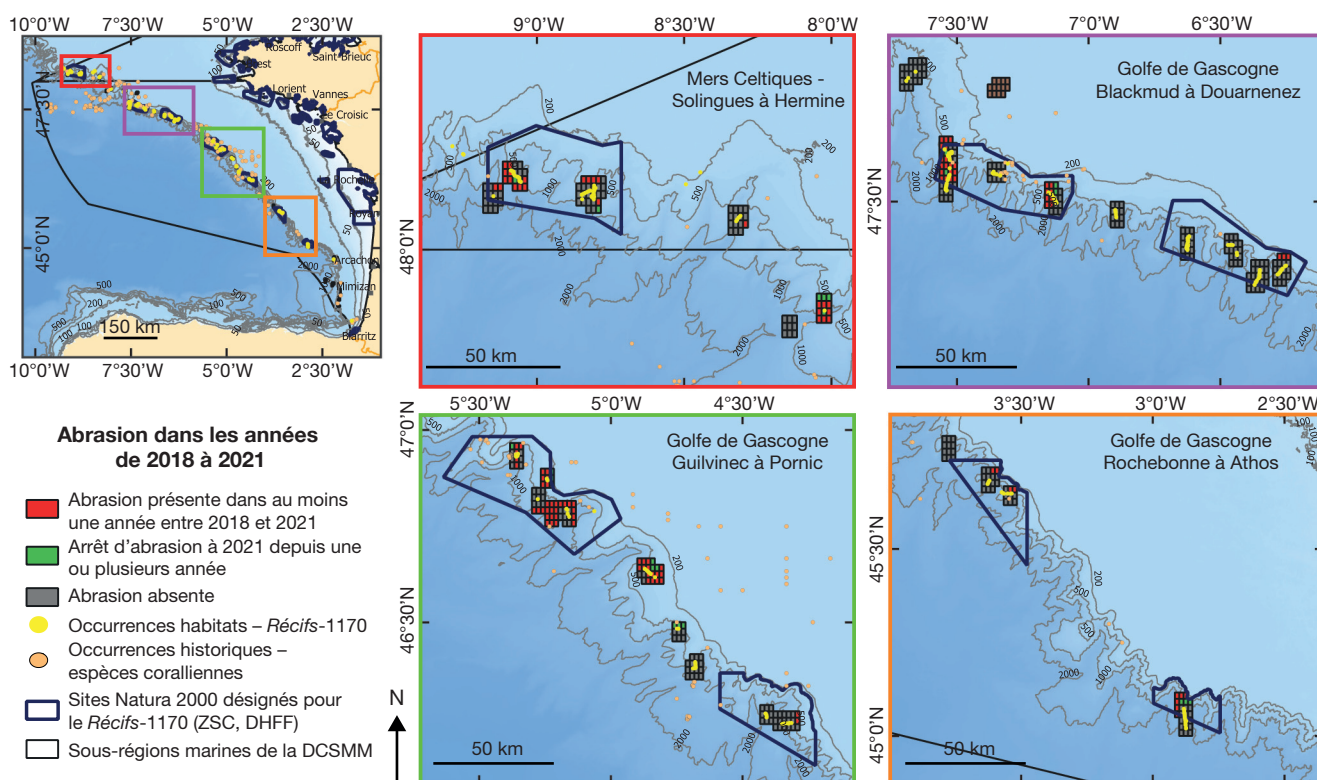 10°0’W 7°30’W 5°0’W 2°30’W
47°30’N
45°0’N
Roscoff
Saint-Brieuc
Lorient
Vannes
Le Croisic
Arcachon
Mimizan
Biarritz
150 km
10°0’W 7°30’W 5°0’W 2°30’W
9°0’W 8°30’W 8°0’W
Mers Celtiques -
Solingues à Hermine
48°0’N
50 km
7°30’W 7°0’W 6°30’W
Golfe de Gascogne
Blackmud à Douarnenez
47°30’N
50 km
Abrasion dans les années
de 2018 à 2021
Abrasion présente dans au moins
une année entre 2018 et 2021
Arrêt d’abrasion à 2021 depuis une
ou plusieurs année
Abrasion absente
Occurrences habitats – Récifs-1170
Occurrences historiques –
espèces coralliennes
Sites Natura 2000 désignés pour
le Récifs-1170 (ZSC, DHFF)
Sous-régions marines de la DCSMM
N
5°30’W 5°0’W 4°30’W
47°0’N
46°30’N
Golfe de Gascogne
Guilvinec à Pornic
50 km
3°30’W 3°0’W 2°30’W
Golfe de Gascogne
Rochebonne à Athos
45°30’N
45°0’N
50 km